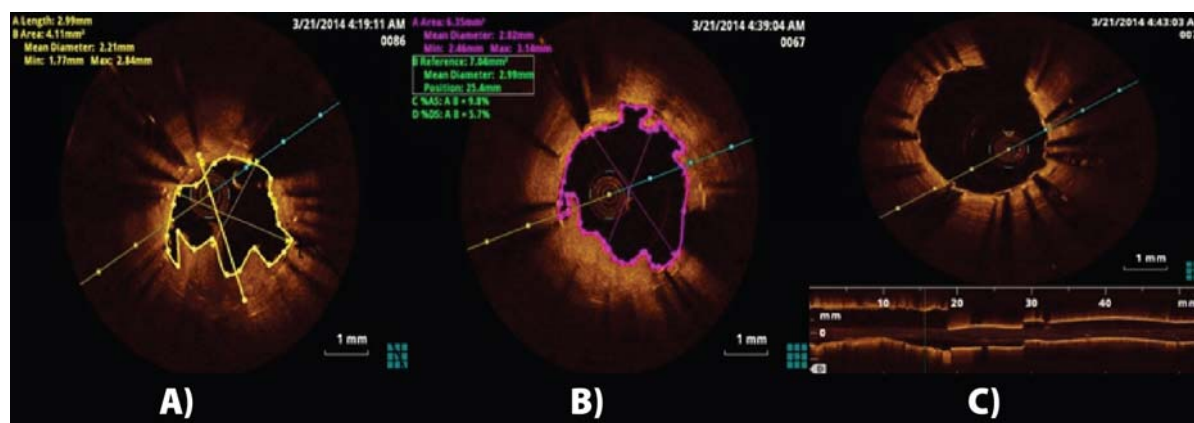 A Length: 2.99mm
B Area: 4.11mm²
Mean Diameter: 2.21mm
Min: 1.77mm Max: 2.84mm
3/21/2014 4:19:11 AM
0086
1 mm
A)
A Area: 6.35mm²
Mean Diameter: 2.82mm
Min: 2.46mm Max: 3.14mm
B Reference: 7.04mm²
Mean Diameter: 2.99mm
Position: 25.4mm
C %AS: A B = 9.8%
D %DS: A B = 5.7%
3/21/2014 4:39:04 AM
0067
1 mm
B)
3/21/2014 4:43:03
1 mm
10 20 30 40
mm
0
C)